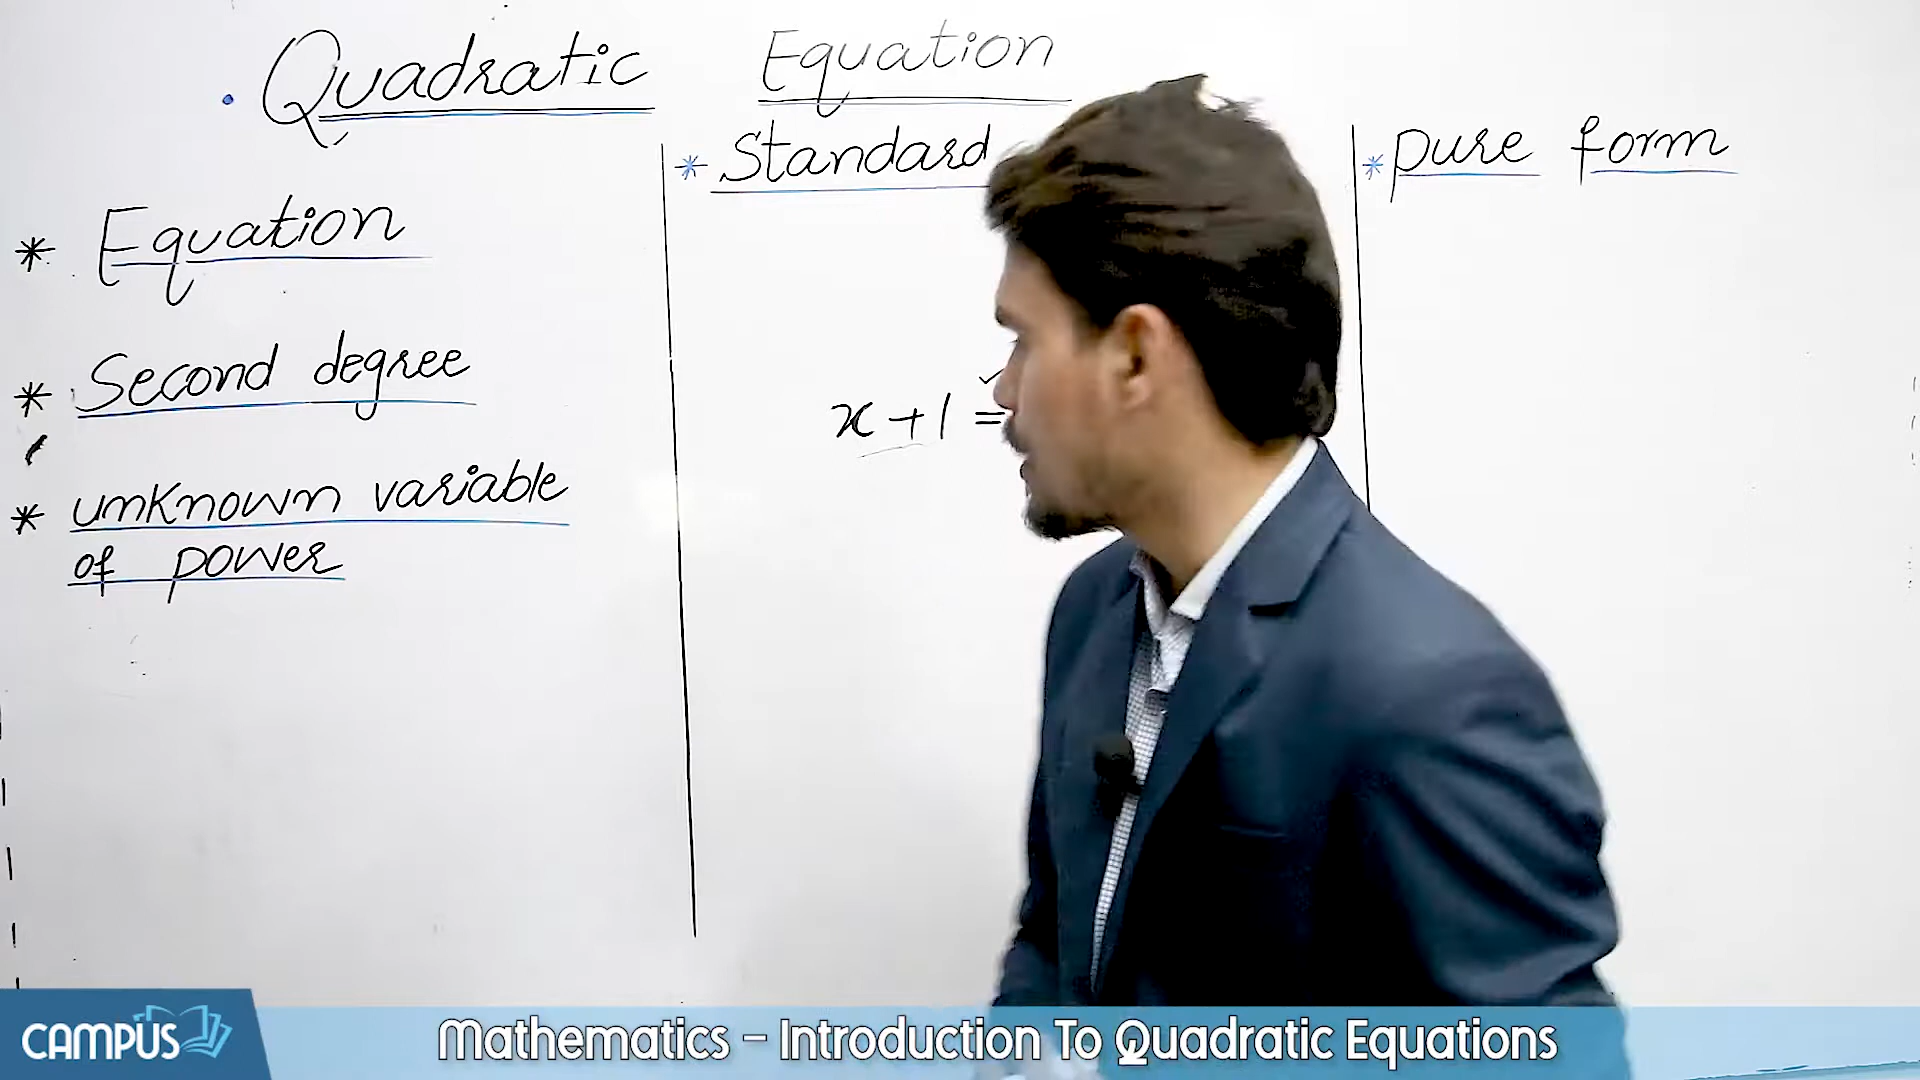 Quadratic Equation
* Equation
* Second degree
* unknown variable
of power
* Standard
x + 1 =
* pure form
CAMPUS
Mathematics – Introduction To Quadratic Equations